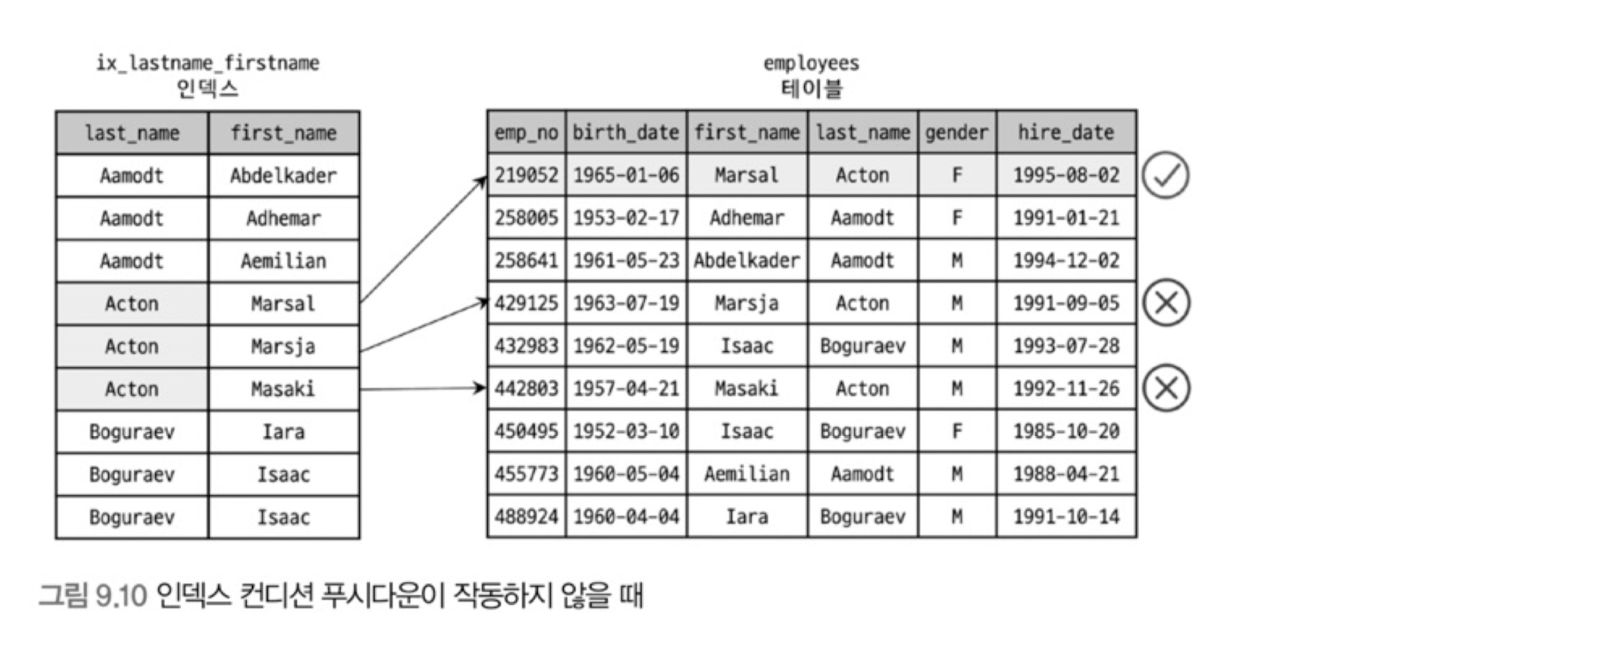 ix_lastname_firstname
인덱스
last_name first_name
Aamodt Abdelkader
Aamodt Adhemar
Aamodt Aemilian
Acton Marsal
Acton Marsja
Acton Masaki
Boguraev Iara
Boguraev Isaac
Boguraev Isaac
employees
테이블
emp_no birth_date first_name last_name gender hire_date
219052 1965-01-06 Marsal Acton F 1995-08-02
258005 1953-02-17 Adhemar Aamodt F 1991-01-21
258641 1961-05-23 Abdelkader Aamodt M 1994-12-02
429125 1963-07-19 Marsja Acton M 1991-09-05
432983 1962-05-19 Isaac Boguraev M 1993-07-28
442803 1957-04-21 Masaki Acton M 1992-11-26
450495 1952-03-10 Isaac Boguraev F 1985-10-20
455773 1960-05-04 Aemilian Aamodt M 1988-04-21
488924 1960-04-04 Iara Boguraev M 1991-10-14
그림 9.10 인덱스 컨디션 푸시다운이 작동하지 않을 때